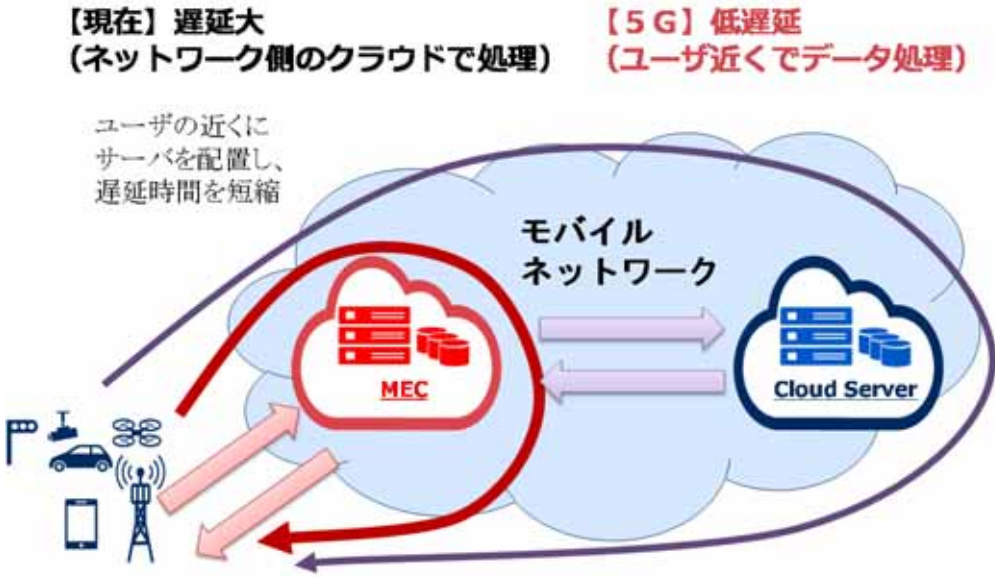 【現在】遅延大
(ネットワーク側のクラウドで処理)
【5G】低遅延
(ユーザ近くでデータ処理)
ユーザの近くに
サーバを配置し、
遅延時間を短縮
モバイル
ネットワーク
MEC
Cloud Server